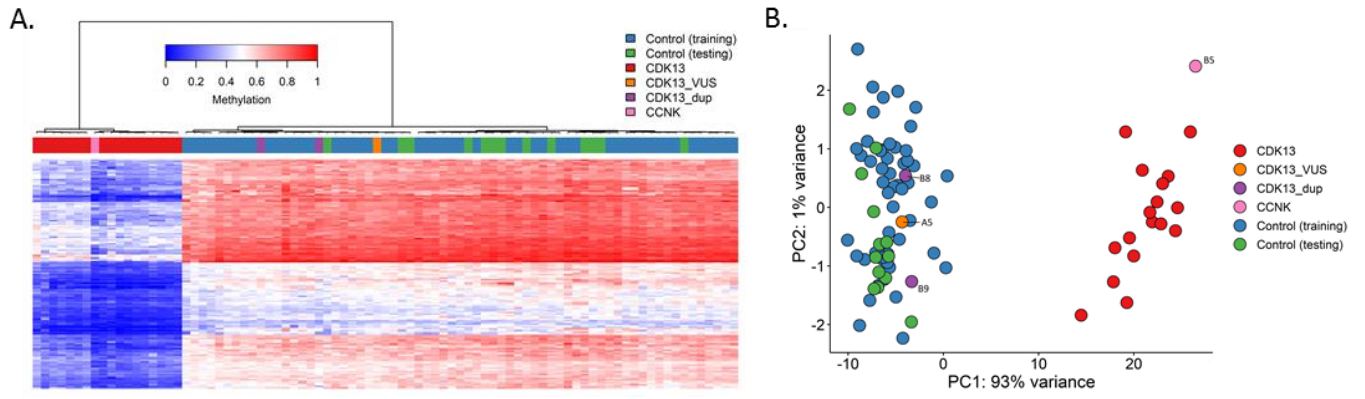 A.
0 0.2 0.4 0.6 0.8 1
Methylation
Control (training)
Control (testing)
CDK13
CDK13_VUS
CDK13_dup
CCNK
B.
PC2: 1% variance
2
1
0
-1
-2
B5
B8
A5
B9
-10 0 10 20
PC1: 93% variance
CDK13
CDK13_VUS
CDK13_dup
CCNK
Control (training)
Control (testing)